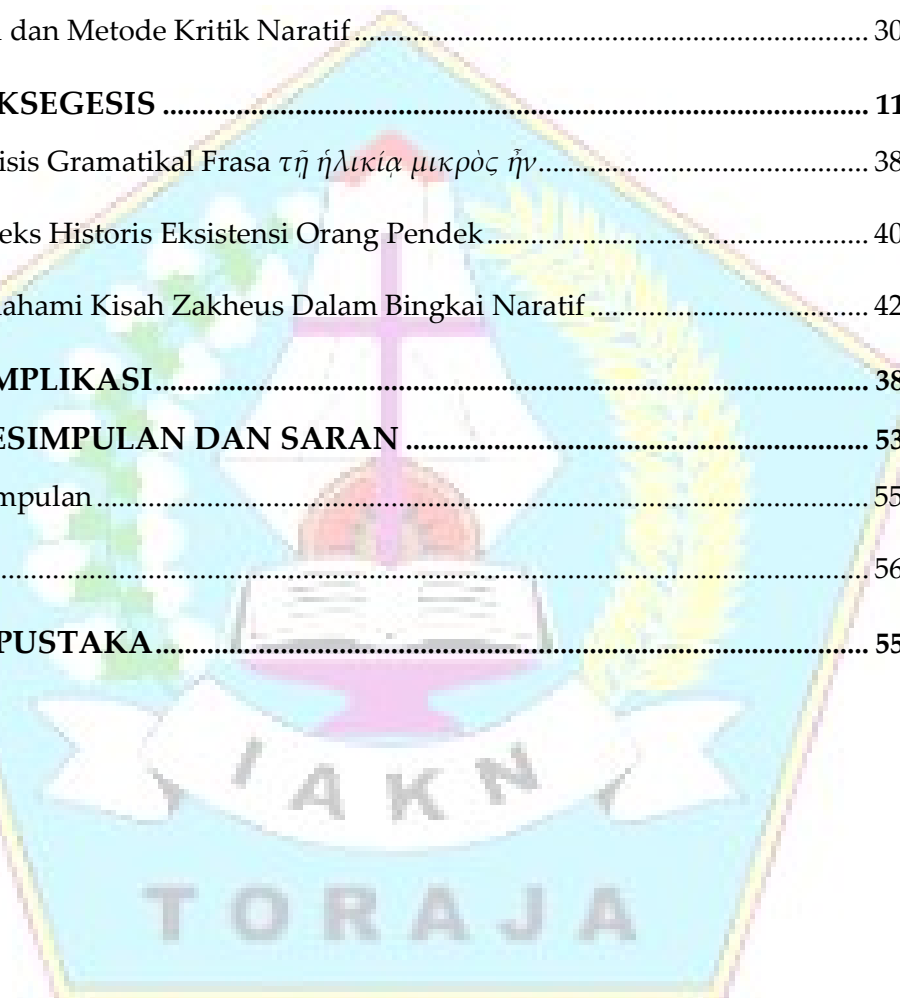 dan Metode Kritik Naratif ........ 30
KSEGESIS ........ 11
isis Gramatikal Frasa τῇ ἡλικίᾳ μικρὸς ἦν ........ 38
eks Historis Eksistensi Orang Pendek ........ 40
ahami Kisah Zakheus Dalam Bingkai Naratif ........ 42
MPLIKASI ........ 38
ESIMPULAN DAN SARAN ........ 53
mpulan ........ 55
........ 56
PUSTAKA ........ 55
IAKN
TORAJA